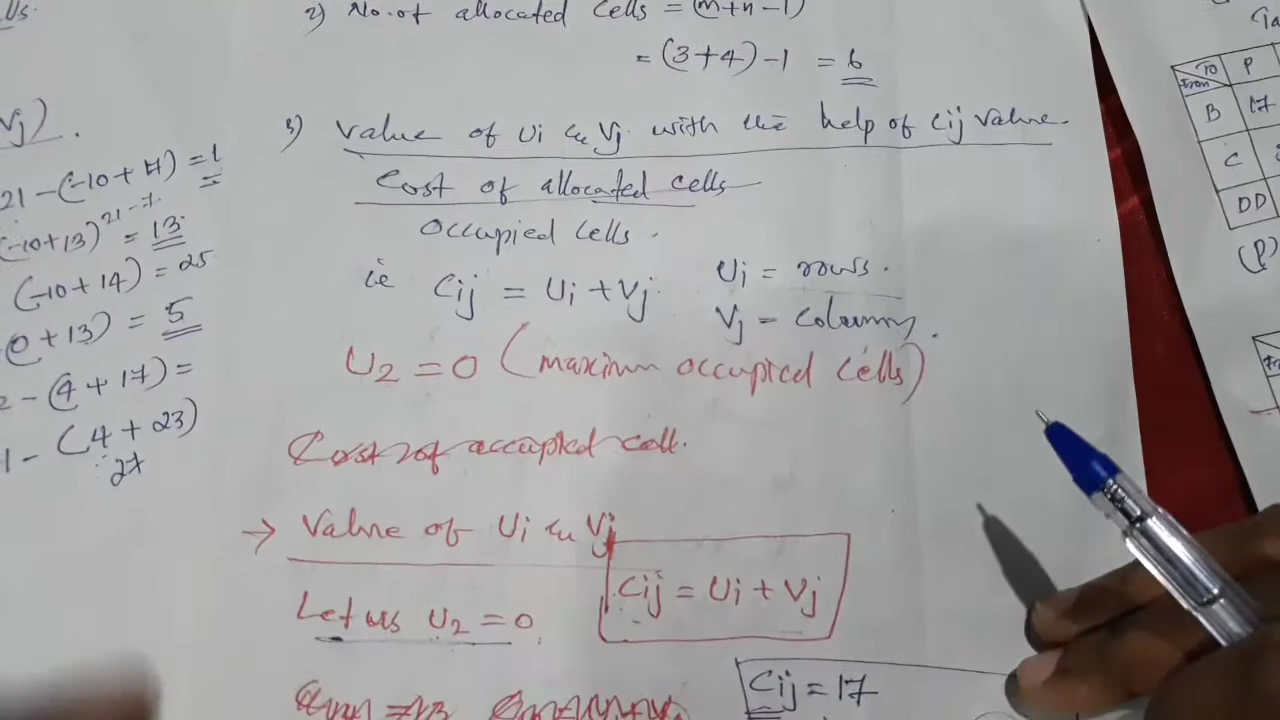 2) No. of allocated cells = (m+n-1)
= (3+4)-1 = 6
3) value of Ui & Vj with the help of Cij value.
Cost of allocated cells
occupied cells.
ie Cij = Ui + Vj Ui = rows.
Vj - columns.
U2 = 0 (maximum occupied cells)
Cost of occupied cell.
→ Value of Ui & Vj
Cij = Ui + Vj
Let us U2 = 0.
Cij = 17
Vj).
21 - (-10 + 7) = 1
(-10+13) = 13
(-10 + 14) = 25
+ 13) = 5
- (4 + 17) =
- (4 + 23)
27
To P
From
B 17
C
DD
(P)